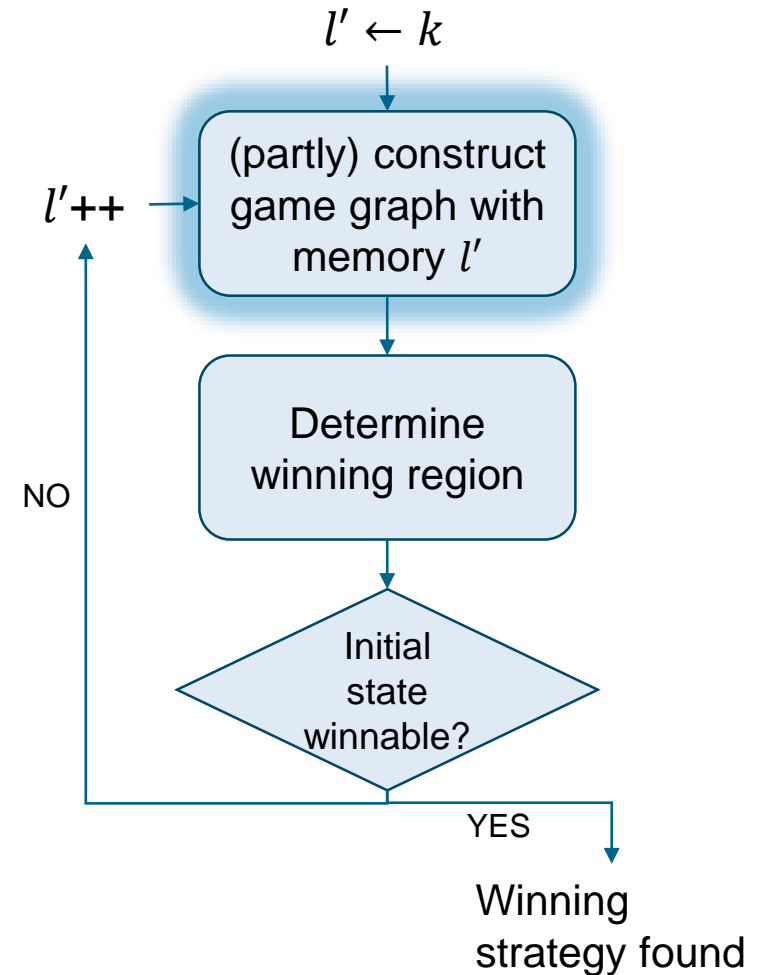 l′ ← k
(partly) construct
game graph with
memory l′
l′++
Determine
winning region
NO
Initial
state
winnable?
YES
Winning
strategy found